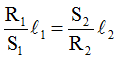 R₁/S₁ ℓ₁ = S₂/R₂ ℓ₂